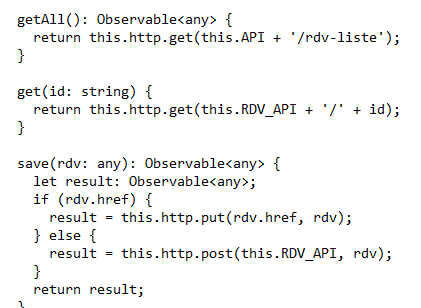 getAll(): Observable<any> {
  return this.http.get(this.API + '/rdv-liste');
}

get(id: string) {
  return this.http.get(this.RDV_API + '/' + id);
}

save(rdv: any): Observable<any> {
  let result: Observable<any>;
  if (rdv.href) {
    result = this.http.put(rdv.href, rdv);
  } else {
    result = this.http.post(this.RDV_API, rdv);
  }
  return result;
}